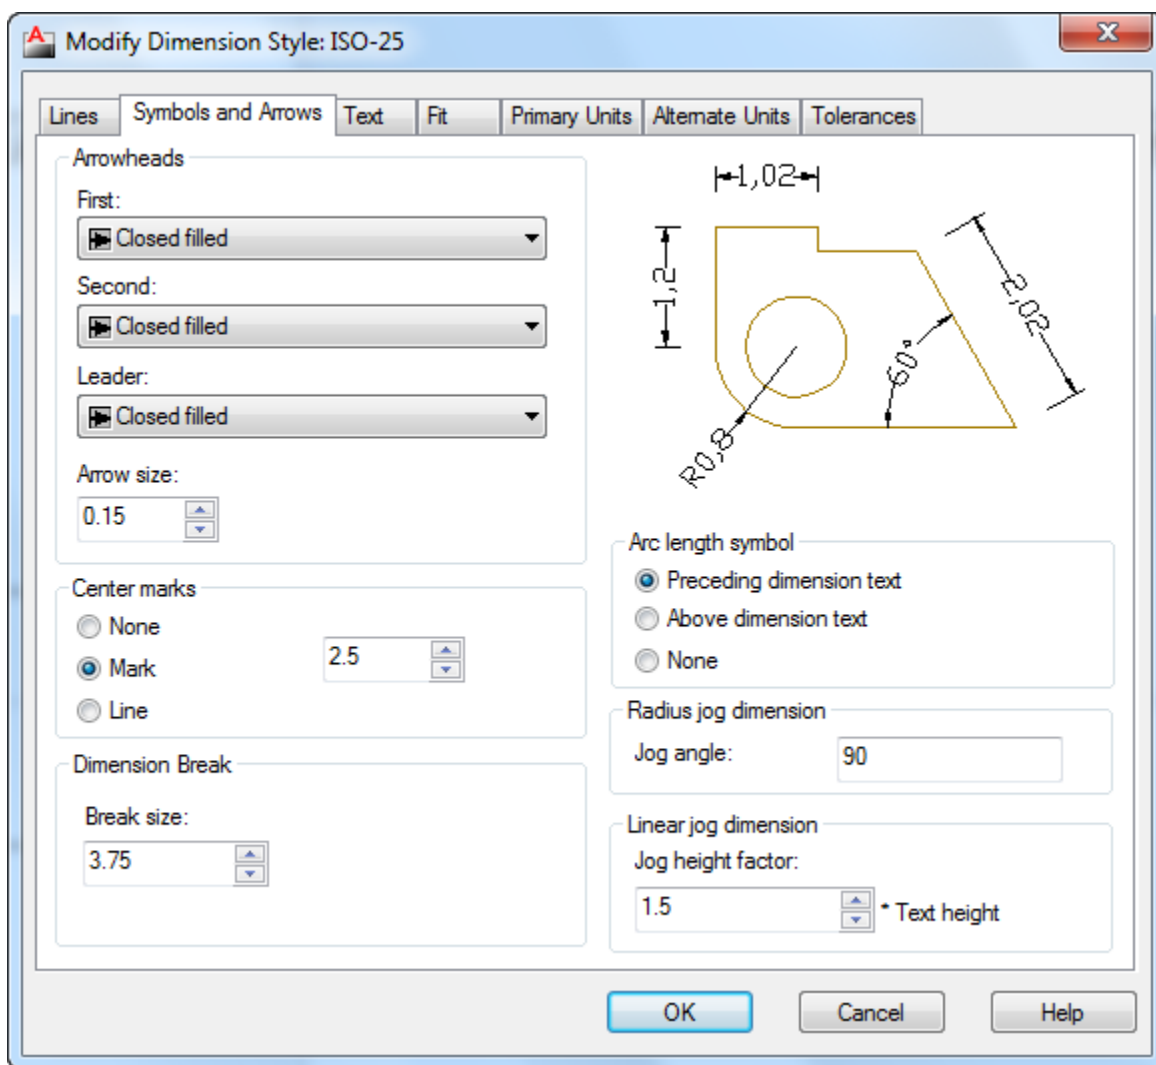 Modify Dimension Style: ISO-25
Lines
Symbols and Arrows
Text
Fit
Primary Units
Alternate Units
Tolerances
Arrowheads
First:
Closed filled
Second:
Closed filled
Leader:
Closed filled
Arrow size:
0.15
Center marks
None
Mark
2.5
Line
Dimension Break
Break size:
3.75
1,02
1,2
2,02
60°
R0,8
Arc length symbol
Preceding dimension text
Above dimension text
None
Radius jog dimension
Jog angle:
90
Linear jog dimension
Jog height factor:
1.5
* Text height
OK
Cancel
Help